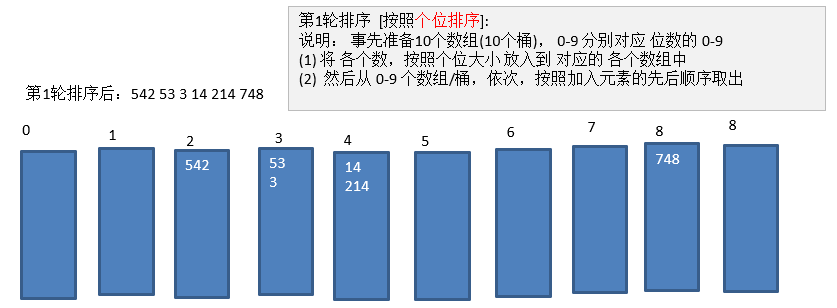 第1轮排序 [按照个位排序]:
说明： 事先准备10个数组(10个桶)， 0-9 分别对应 位数的 0-9
(1) 将 各个数，按照个位大小 放入到 对应的 各个数组中
(2) 然后从 0-9 个数组/桶，依次，按照加入元素的先后顺序取出
第1轮排序后：542 53 3 14 214 748
0 1 2 3 4 5 6 7 8 8
542 53 14 748
3 214